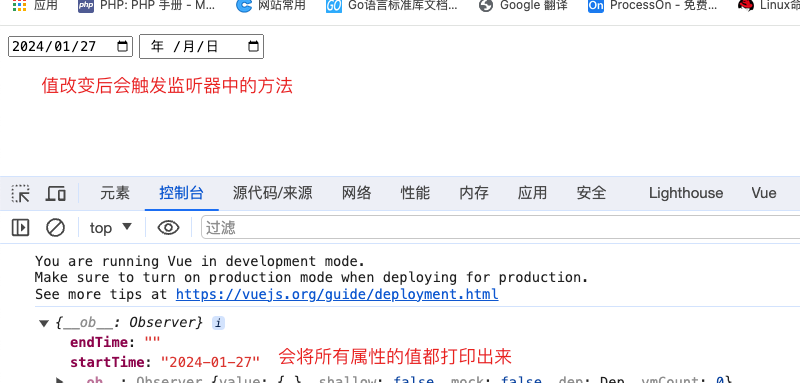 应用
php PHP: PHP 手册 - M...
网站常用
GO Go语言标准库文档...
Google 翻译
On ProcessOn - 免费...
Linux命
2024/01/27 年 /月/日
值改变后会触发监听器中的方法
元素 控制台 源代码/来源 网络 性能 内存 应用 安全 Lighthouse Vue
top ▼ 过滤
You are running Vue in development mode.
Make sure to turn on production mode when deploying for production.
See more tips at https://vuejs.org/guide/deployment.html
▼ {__ob__: Observer} i
endTime: ""
startTime: "2024-01-27" 会将所有属性的值都打印出来
▶ __ob__: Observer {value: {…}, shallow: false, mock: false, dep: Dep, vmCount: 0}